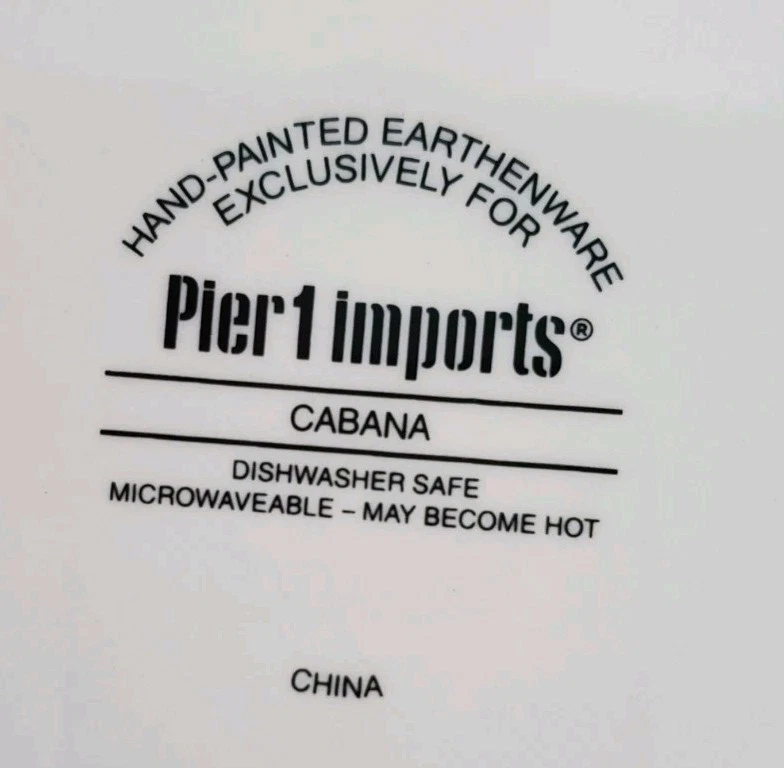 HAND-PAINTED EARTHENWARE
EXCLUSIVELY FOR
Pier 1 imports®
CABANA
DISHWASHER SAFE
MICROWAVEABLE – MAY BECOME HOT
CHINA